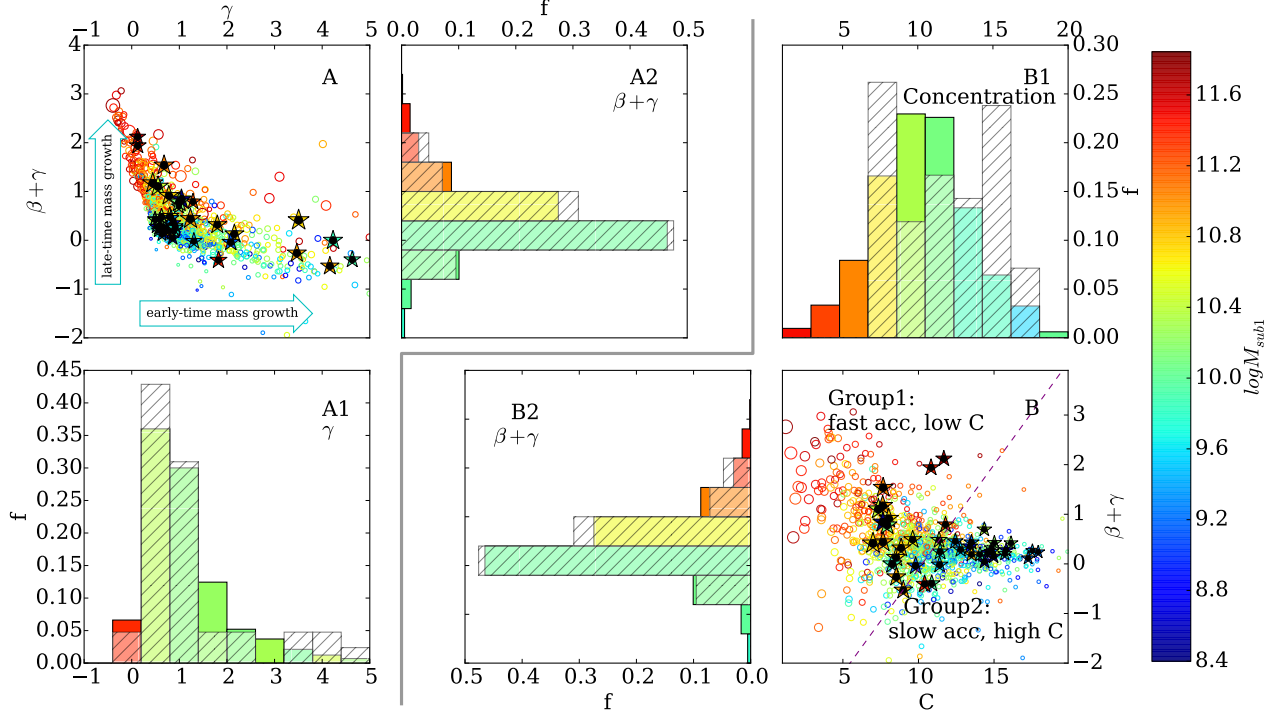 γ
−1 0 1 2 3 4 5
4
3
2
1
0
−1
−2
β+γ
A
late-time mass growth
early-time mass growth
f
0.0 0.1 0.2 0.3 0.4 0.5
A2
β+γ
5 10 15 20
B1
Concentration
0.30
0.25
0.20
0.15
0.10
0.05
0.00
f
0.45
0.40
0.35
0.30
0.25
0.20
0.15
0.10
0.05
0.00
f
A1
γ
−1 0 1 2 3 4 5
B2
β+γ
0.5 0.4 0.3 0.2 0.1 0.0
f
Group1:
fast acc, low C
B
Group2:
slow acc, high C
3
2
1
0
−1
−2
β+γ
5 10 15
C
11.6
11.2
10.8
10.4
10.0
9.6
9.2
8.8
8.4
logM_sub1